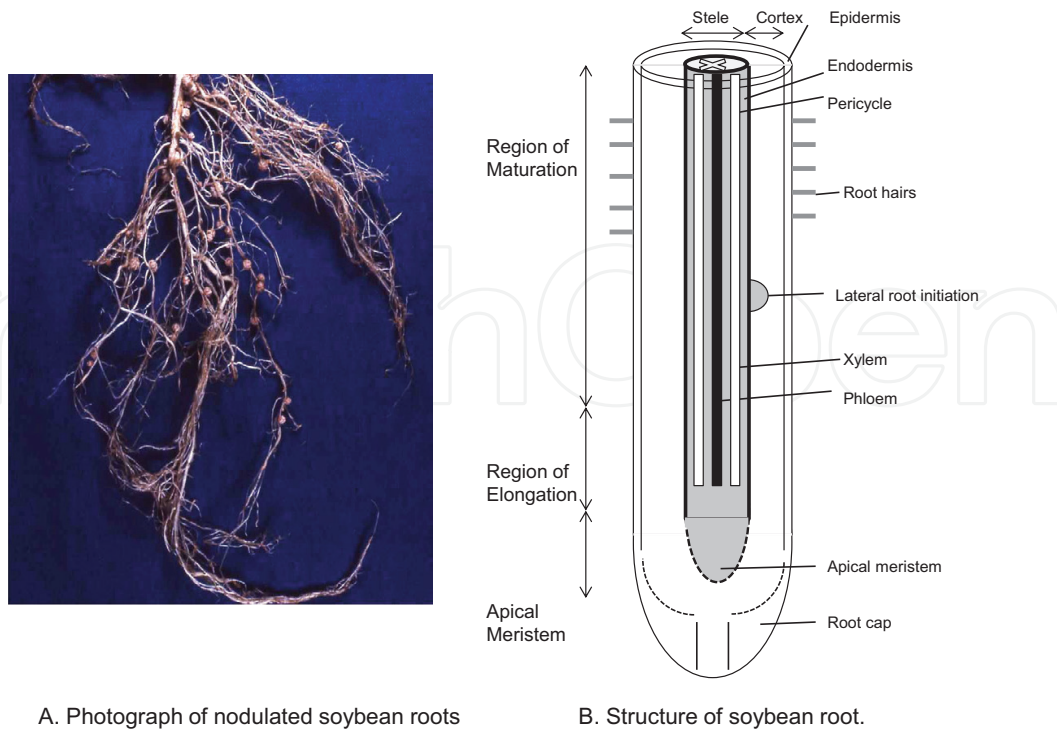 Stele
Cortex
Epidermis
Endodermis
Pericycle
Region of
Maturation
Root hairs
Lateral root initiation
Xylem
Phloem
Region of
Elongation
Apical meristem
Apical
Meristem
Root cap
A. Photograph of nodulated soybean roots
B. Structure of soybean root.